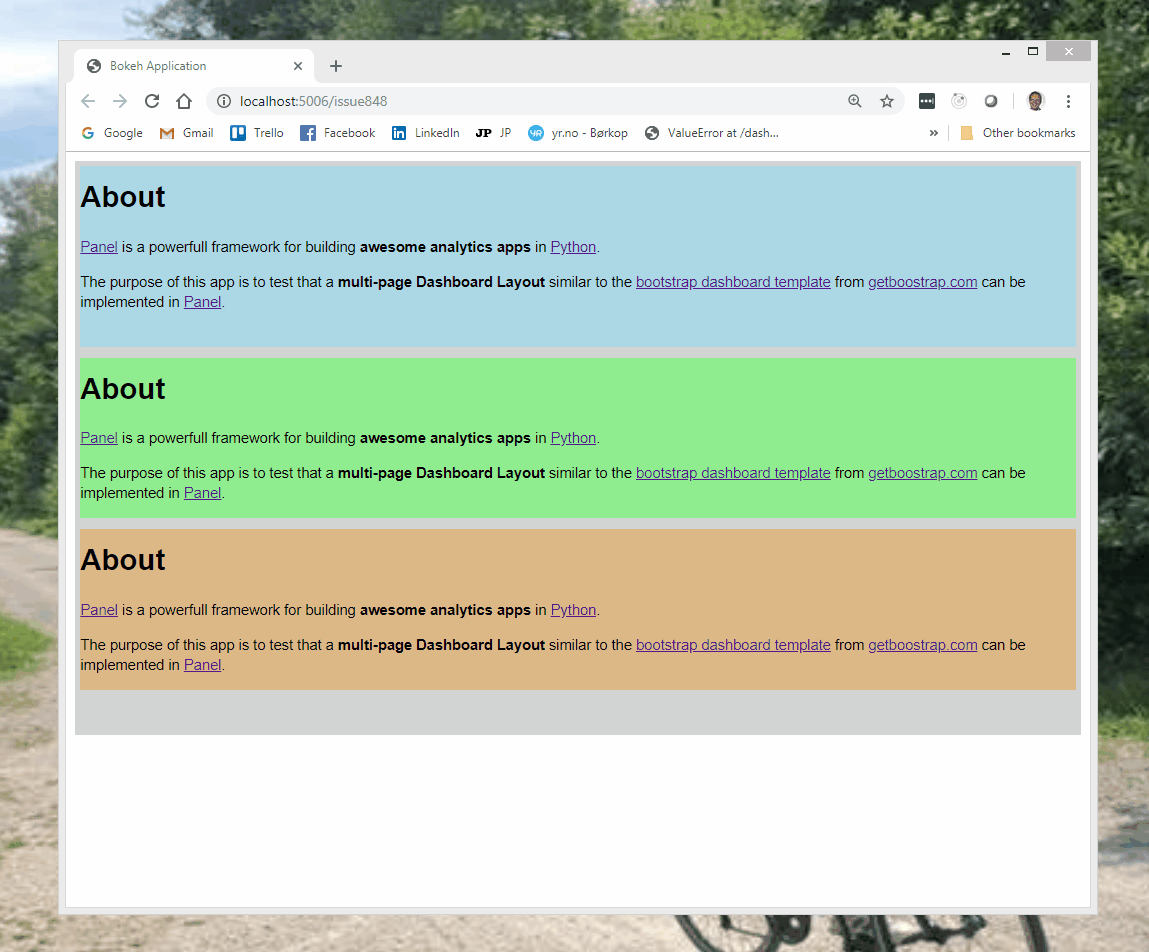 Bokeh Application
localhost:5006/issue848
Google Gmail Trello Facebook LinkedIn JP JP YR yr.no - Børkop ValueError at /dash... » Other bookmarks
About
Panel is a powerfull framework for building awesome analytics apps in Python.
The purpose of this app is to test that a multi-page Dashboard Layout similar to the bootstrap dashboard template from getboostrap.com can be
implemented in Panel.
About
Panel is a powerfull framework for building awesome analytics apps in Python.
The purpose of this app is to test that a multi-page Dashboard Layout similar to the bootstrap dashboard template from getboostrap.com can be
implemented in Panel.
About
Panel is a powerfull framework for building awesome analytics apps in Python.
The purpose of this app is to test that a multi-page Dashboard Layout similar to the bootstrap dashboard template from getboostrap.com can be
implemented in Panel.